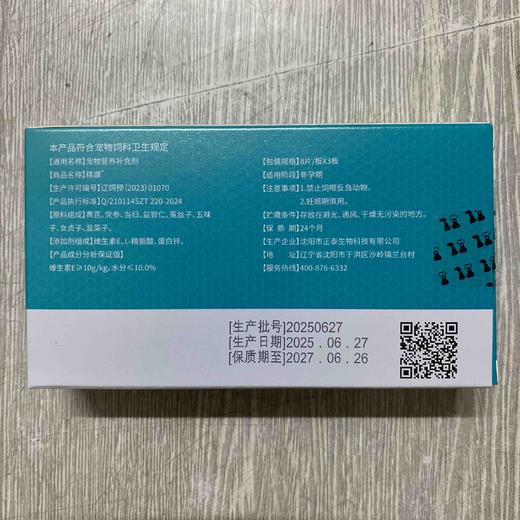 本产品符合宠物饲料卫生规定
【通用名称】宠物营养补充剂
【商品名称】精源
【生产许可编号】辽饲预(2023)01070
【产品执行标准】Q/210114SZT 220-2024
【原料组成】黄芪、党参、当归、益智仁、菟丝子、五味
子、女贞子、韭菜子。
【添加剂组成】维生素E、L-精氨酸、蛋白锌。
【产品成分分析保证值】
维生素E≥10g/kg,水分≤10.0%
【包装规格】8片/板X3板
【适用阶段】非孕期
【注意事项】1.禁止饲喂反刍动物。
2.妊娠期慎用。
【贮藏条件】存放在避光、通风、干燥无污染的地方。
【保 质 期】24个月
【生产企业】沈阳市正泰生物科技有限公司
【地 址】辽宁省沈阳市于洪区沙岭镇兰台村
【服务热线】400-876-6332
[生产批号]20250627
[生产日期]2025.06.27
[保质期至]2027.06.26